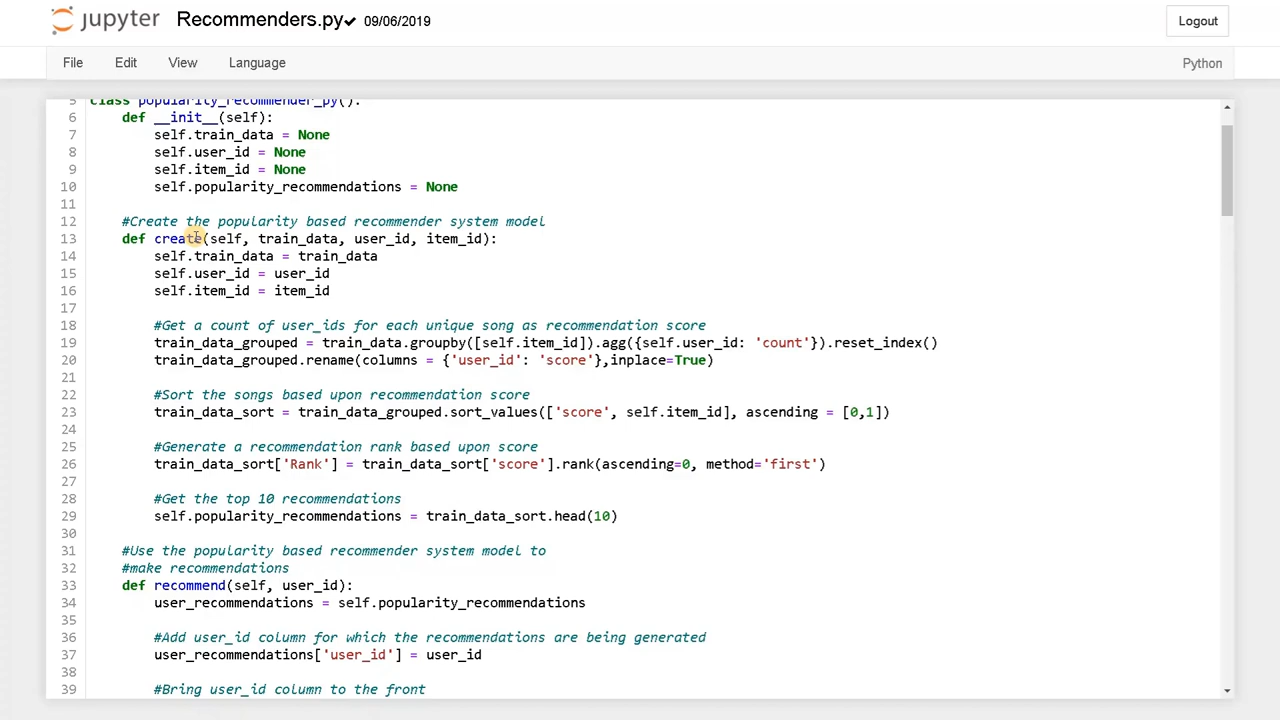 jupyter Recommenders.py✔ 09/06/2019
Logout
File Edit View Language
Python
5 class popularity_recommender_py():
6 def __init__(self):
7 self.train_data = None
8 self.user_id = None
9 self.item_id = None
10 self.popularity_recommendations = None
11
12 #Create the popularity based recommender system model
13 def create(self, train_data, user_id, item_id):
14 self.train_data = train_data
15 self.user_id = user_id
16 self.item_id = item_id
17
18 #Get a count of user_ids for each unique song as recommendation score
19 train_data_grouped = train_data.groupby([self.item_id]).agg({self.user_id: 'count'}).reset_index()
20 train_data_grouped.rename(columns = {'user_id': 'score'},inplace=True)
21
22 #Sort the songs based upon recommendation score
23 train_data_sort = train_data_grouped.sort_values(['score', self.item_id], ascending = [0,1])
24
25 #Generate a recommendation rank based upon score
26 train_data_sort['Rank'] = train_data_sort['score'].rank(ascending=0, method='first')
27
28 #Get the top 10 recommendations
29 self.popularity_recommendations = train_data_sort.head(10)
30
31 #Use the popularity based recommender system model to
32 #make recommendations
33 def recommend(self, user_id):
34 user_recommendations = self.popularity_recommendations
35
36 #Add user_id column for which the recommendations are being generated
37 user_recommendations['user_id'] = user_id
38
39 #Bring user_id column to the front